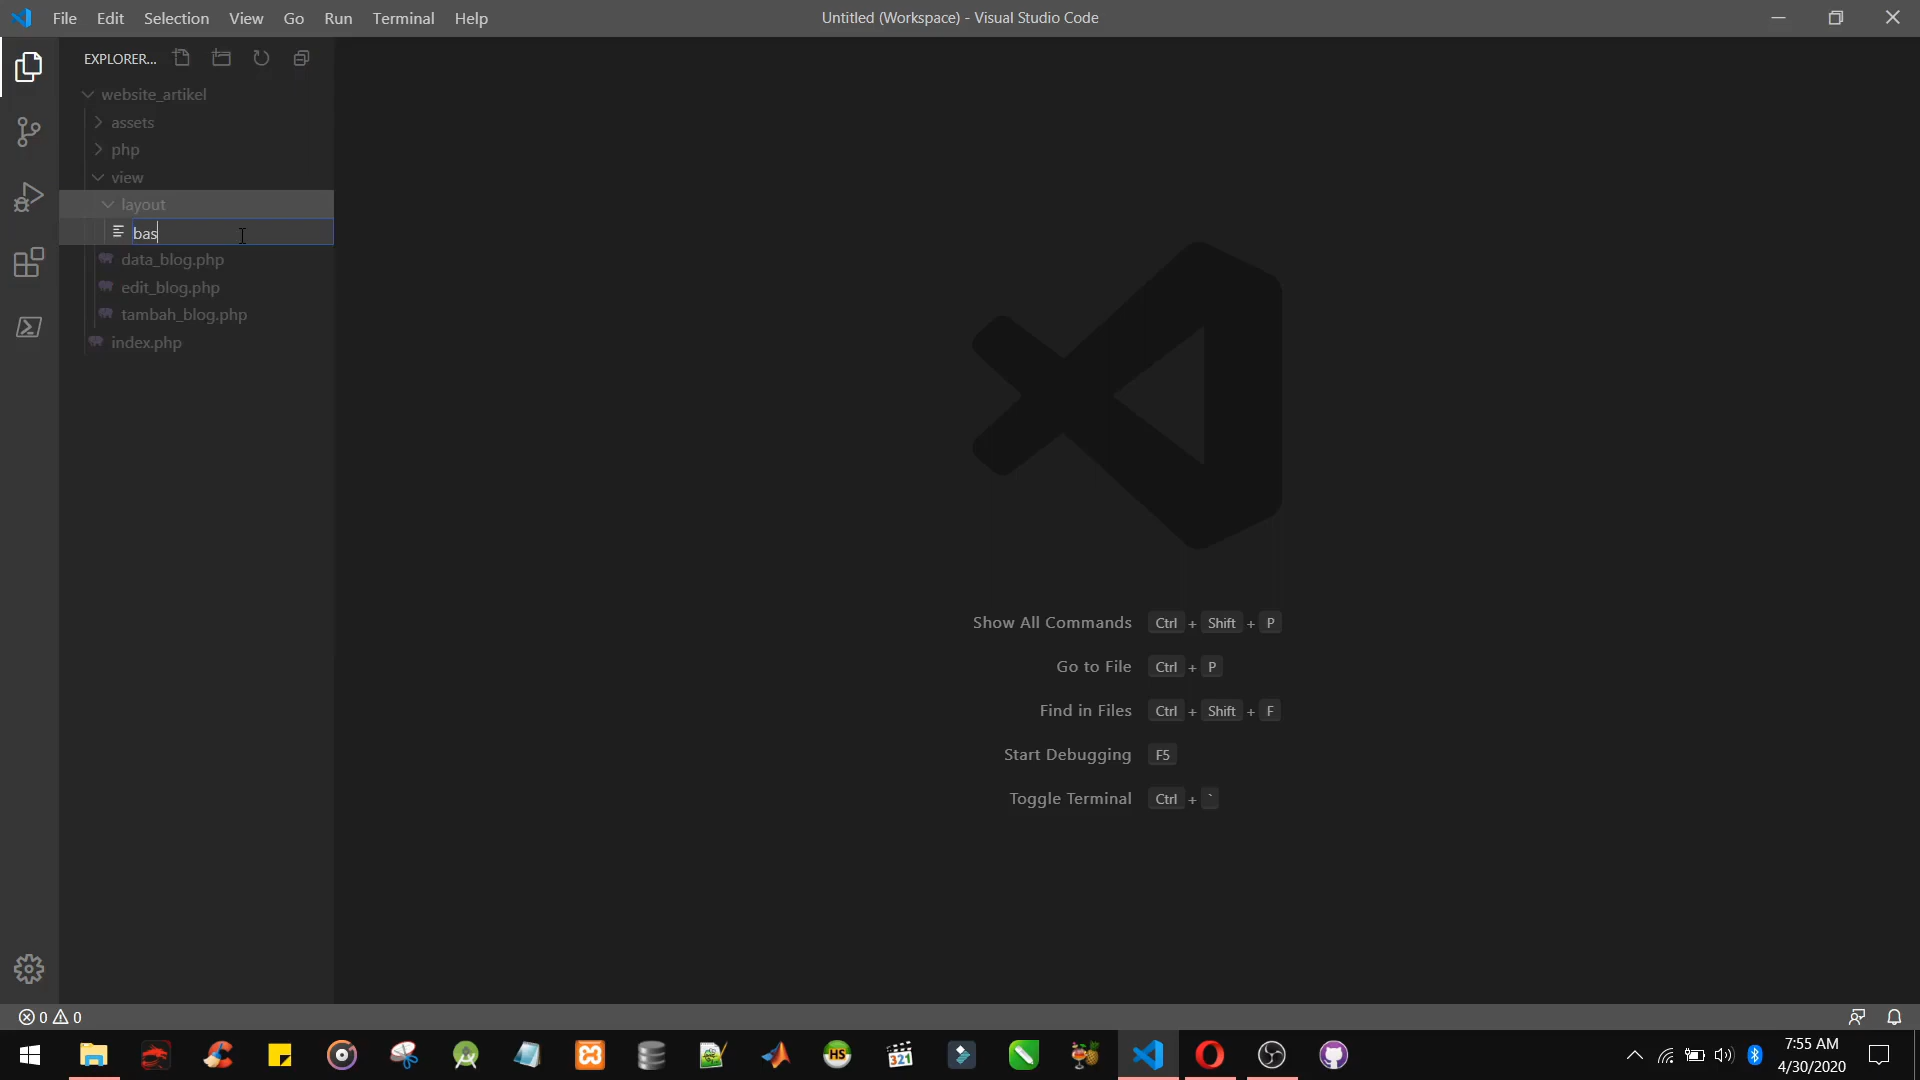 File Edit Selection View Go Run Terminal Help
Untitled (Workspace) - Visual Studio Code
EXPLORER...
website_artikel
assets
php
view
layout
bas
data_blog.php
edit_blog.php
tambah_blog.php
index.php
Show All Commands Ctrl + Shift + P
Go to File Ctrl + P
Find in Files Ctrl + Shift + F
Start Debugging F5
Toggle Terminal Ctrl + `
0 0
HS
321
7:55 AM
4/30/2020